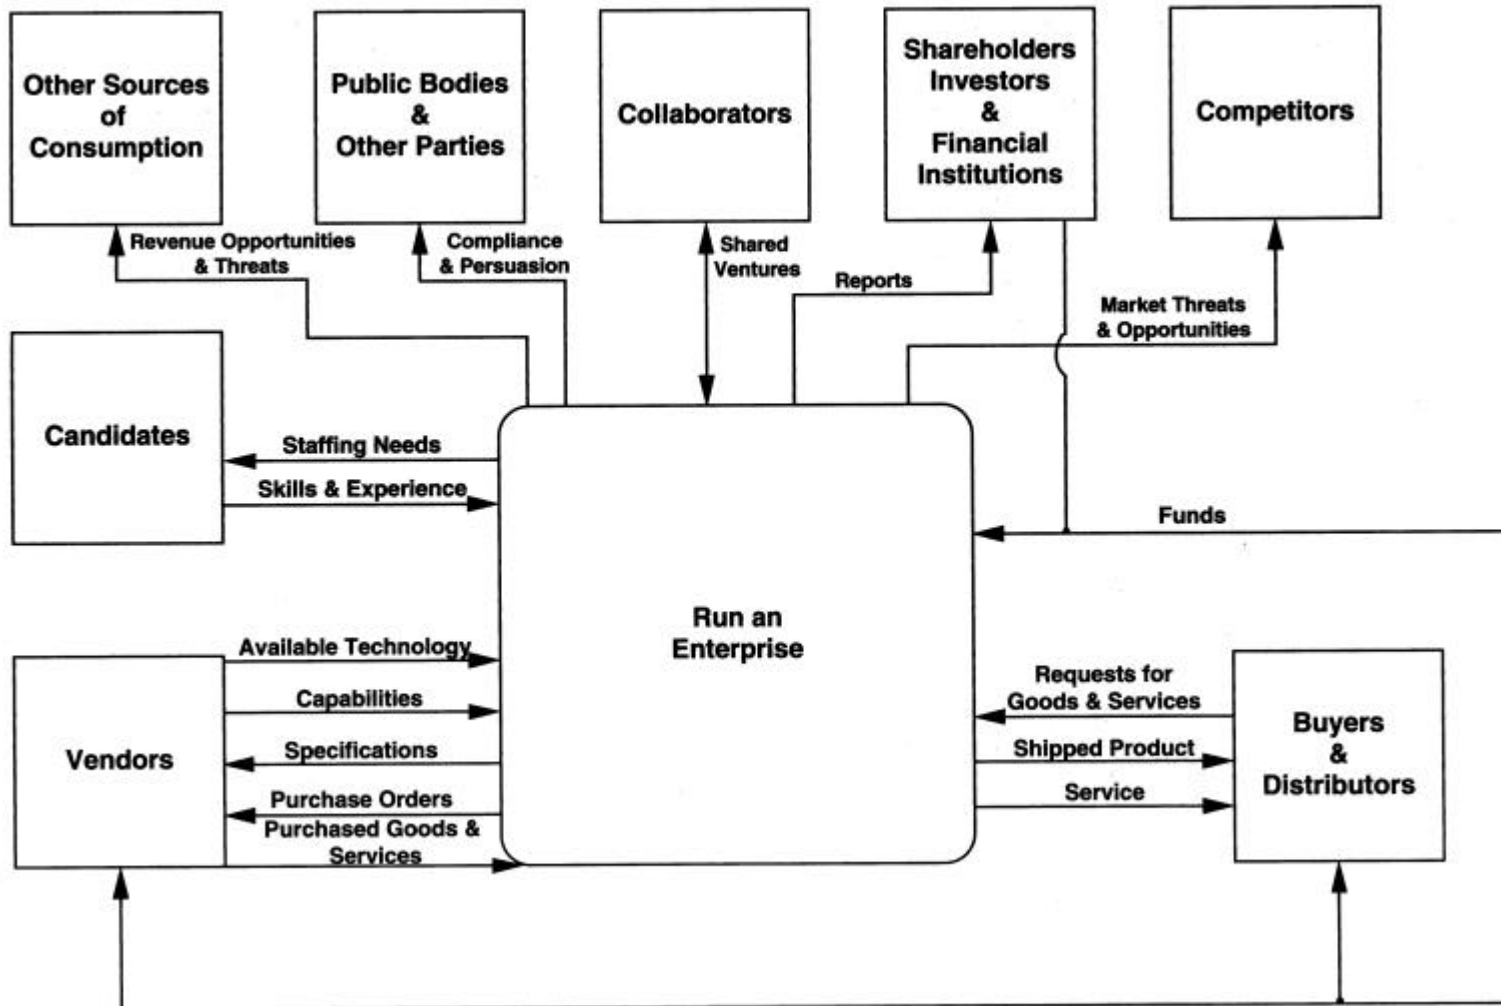 Other Sources
of
Consumption
Public Bodies
&
Other Parties
Collaborators
Shareholders
Investors
&
Financial
Institutions
Competitors
Revenue Opportunities
& Threats
Compliance
& Persuasion
Shared
Ventures
Reports
Market Threats
& Opportunities
Candidates
Staffing Needs
Skills & Experience
Funds
Run an
Enterprise
Vendors
Available Technology
Capabilities
Specifications
Purchase Orders
Purchased Goods &
Services
Requests for
Goods & Services
Shipped Product
Service
Buyers
&
Distributors